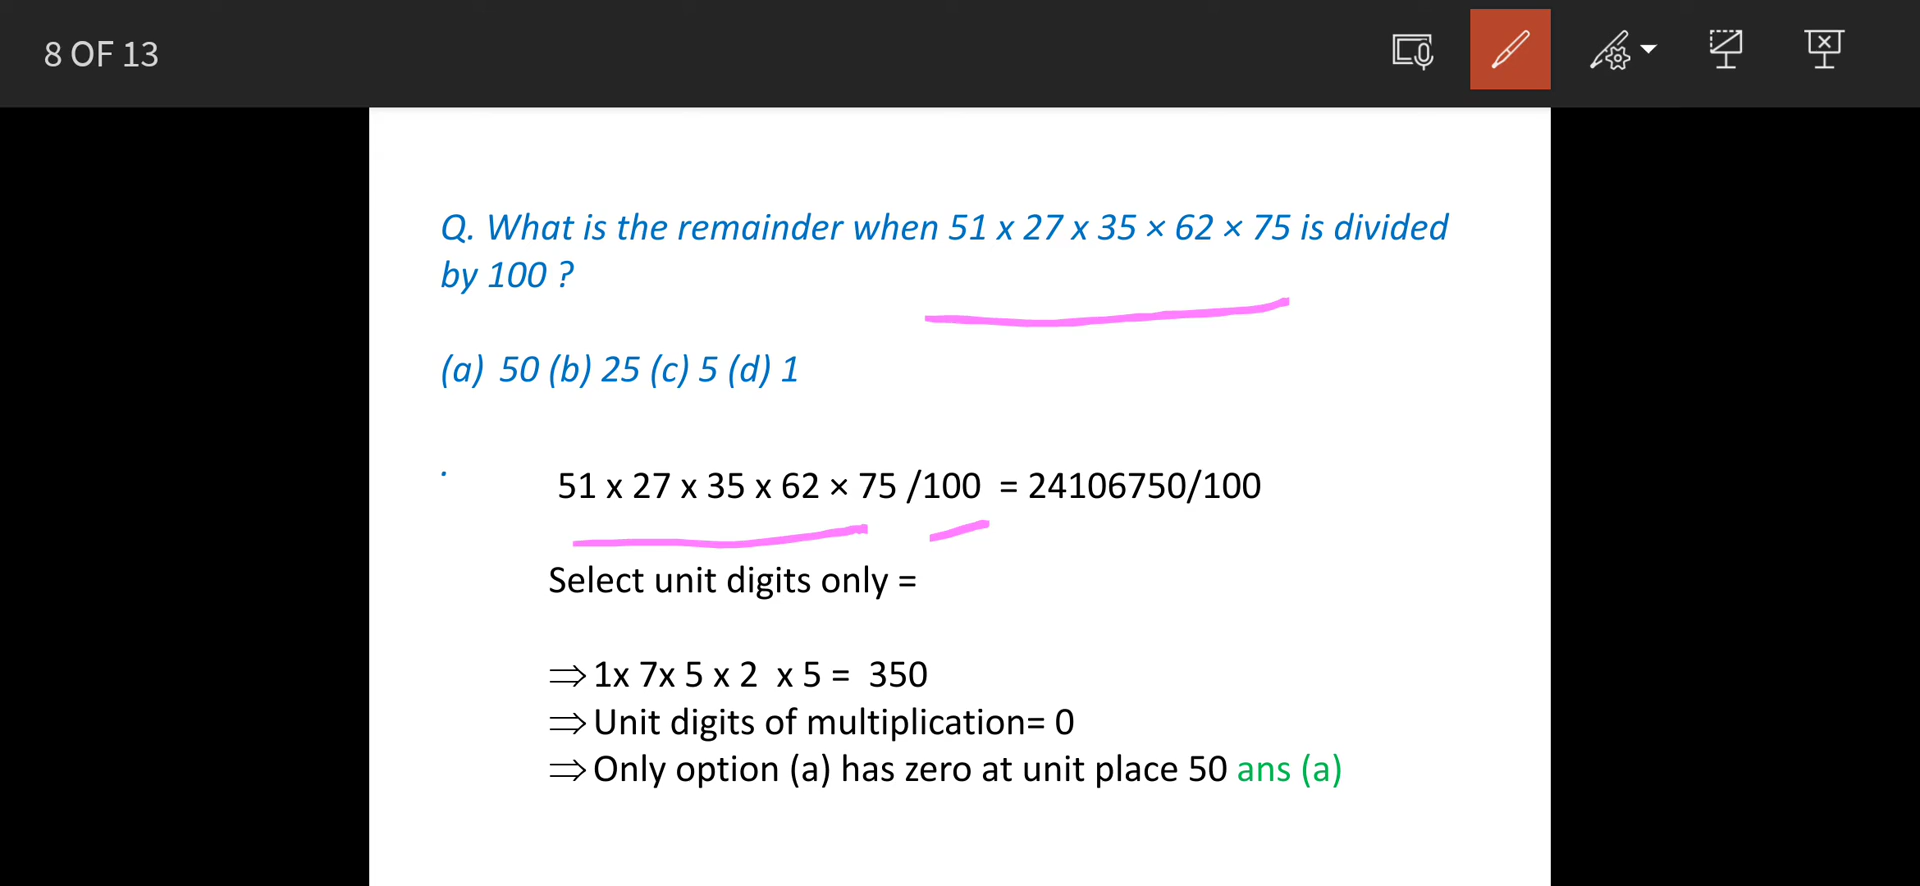 8 OF 13
Q. What is the remainder when 51 x 27 x 35 × 62 × 75 is divided
by 100 ?
(a) 50 (b) 25 (c) 5 (d) 1
.
51 x 27 x 35 x 62 × 75 /100 = 24106750/100
Select unit digits only =
⇒1x 7x 5 x 2 x 5 = 350
⇒Unit digits of multiplication= 0
⇒Only option (a) has zero at unit place 50 ans (a)